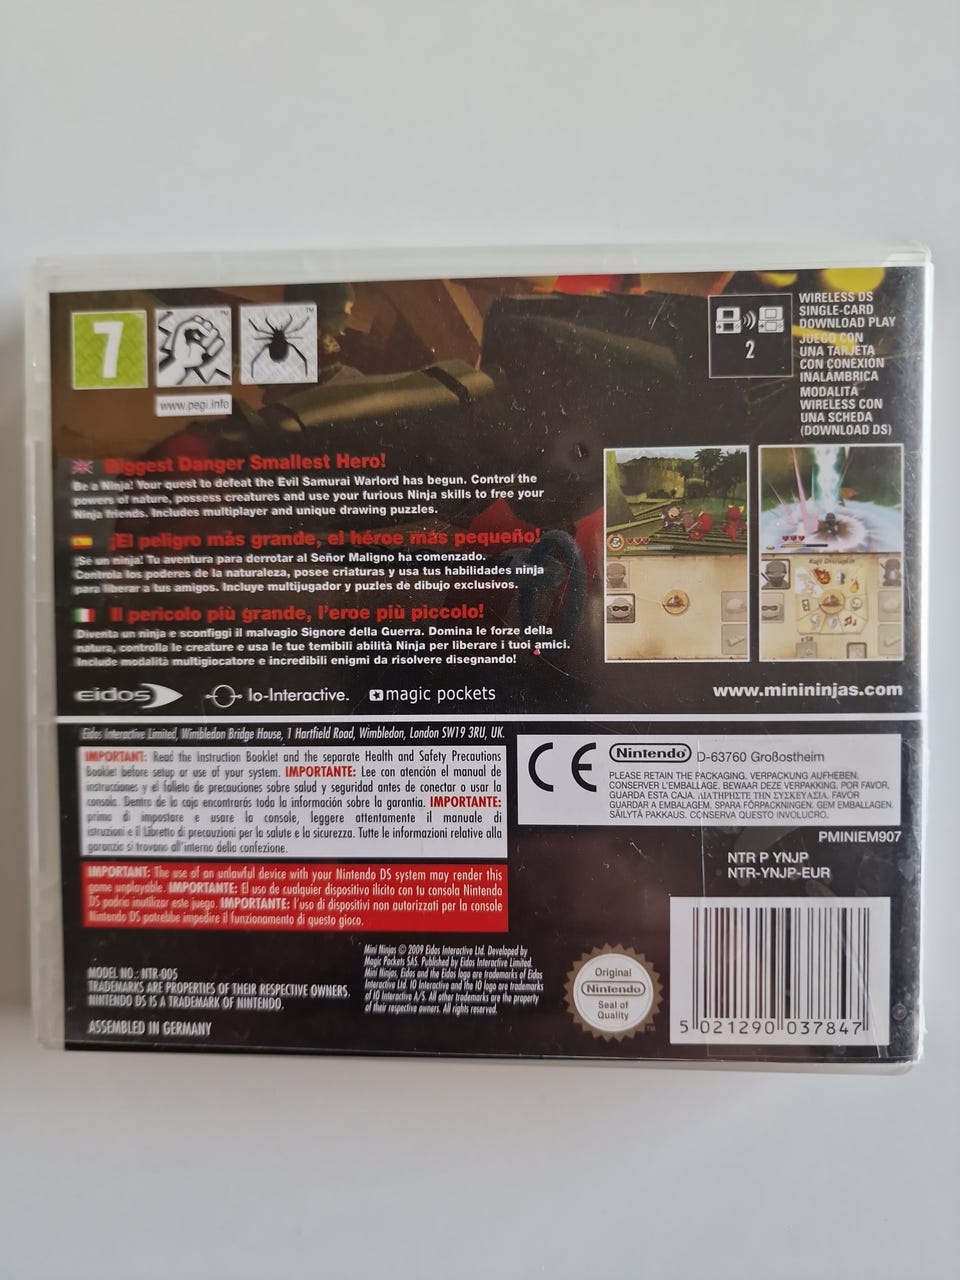 7
www.pegi.info
2
WIRELESS DS
SINGLE-CARD
DOWNLOAD PLAY
JUEGO CON
UNA TARJETA
CON CONEXIÓN
INALÁMBRICA
MODALITÀ
WIRELESS CON
UNA SCHEDA
(DOWNLOAD DS)
Biggest Danger Smallest Hero!
Be a Ninja! Your quest to defeat the Evil Samurai Warlord has begun. Control the
powers of nature, possess creatures and use your furious Ninja skills to free your
Ninja friends. Includes multiplayer and unique drawing puzzles.
¡El peligro más grande, el héroe más pequeño!
¡Sé un ninja! Tu aventura para derrotar al Señor Maligno ha comenzado.
Controla los poderes de la naturaleza, posee criaturas y usa tus habilidades ninja
para liberar a tus amigos. Incluye multijugador y puzles de dibujo exclusivos.
Il pericolo più grande, l'eroe più piccolo!
Diventa un ninja e sconfiggi il malvagio Signore della Guerra. Domina le forze della
natura, controlla le creature e usa le tue temibili abilità Ninja per liberare i tuoi amici.
Include modalità multigiocatore e incredibili enigmi da risolvere disegnando!
Kuji Disruptin
x58
eidos
Io-Interactive.
magic pockets
www.minininjas.com
Eidos Interactive Limited, Wimbledon Bridge House, 1 Hartfield Road, Wimbledon, London SW19 3RU, UK.
IMPORTANT: Read the Instruction Booklet and the separate Health and Safety Precautions
Booklet before setup or use of your system. IMPORTANTE: Lee con atención el manual de
instrucciones y el folleto de precauciones sobre salud y seguridad antes de conectar o usar la
consola. Dentro de la caja encontrarás toda la información sobre la garantía. IMPORTANTE:
prima di impostare e usare la console, leggere attentamente il manuale di
istruzioni e il Libretto di precauzioni per la salute e la sicurezza. Tutte le informazioni relative alla
garanzia si trovano all'interno della confezione.
IMPORTANT: The use of an unlawful device with your Nintendo DS system may render this
game unplayable. IMPORTANTE: El uso de cualquier dispositivo ilícito con tu consola Nintendo
DS podría inutilizar este juego. IMPORTANTE: l'uso di dispositivi non autorizzati per la console
Nintendo DS potrebbe impedire il funzionamento di questo gioco.
CE
Nintendo D-63760 Großostheim
PLEASE RETAIN THE PACKAGING. VERPACKUNG AUFHEBEN.
CONSERVER L'EMBALLAGE. BEWAAR DEZE VERPAKKING. POR FAVOR,
GUARDA ESTA CAJA. ΔΙΑΤΗΡΗΣΤΕ ΤΗΝ ΣΥΣΚΕΥΑΣΙΑ. FAVOR
GUARDAR A EMBALAGEM. SPARA FÖRPACKNINGEN. GEM EMBALLAGEN.
SÄILYTÄ PAKKAUS. CONSERVA QUESTO INVOLUCRO.
PMINIEM907
NTR P YNJP
NTR-YNJP-EUR
MODEL NO.: NTR-005
TRADEMARKS ARE PROPERTIES OF THEIR RESPECTIVE OWNERS.
NINTENDO DS IS A TRADEMARK OF NINTENDO.
ASSEMBLED IN GERMANY
Mini Ninjas © 2009 Eidos Interactive Ltd. Developed by
Magic Pockets SAS. Published by Eidos Interactive Limited.
Mini Ninjas, Eidos and the Eidos logo are trademarks of Eidos
Interactive Ltd. IO Interactive and the IO logo are trademarks
of IO Interactive A/S. All other trademarks are the property
of their respective owners. All rights reserved.
Original
Nintendo
Seal of
Quality
TM
5 021290 037847